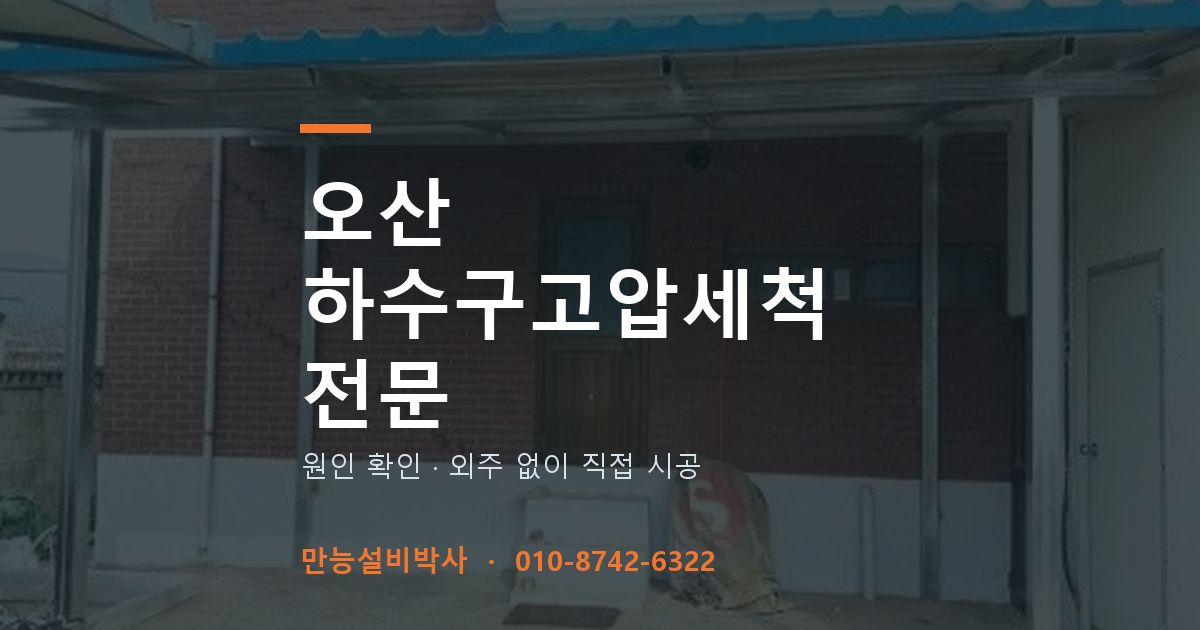 오산
하수구고압세척
전문
원인 확인 · 외주 없이 직접 시공
만능설비박사 · 010-8742-6322
S